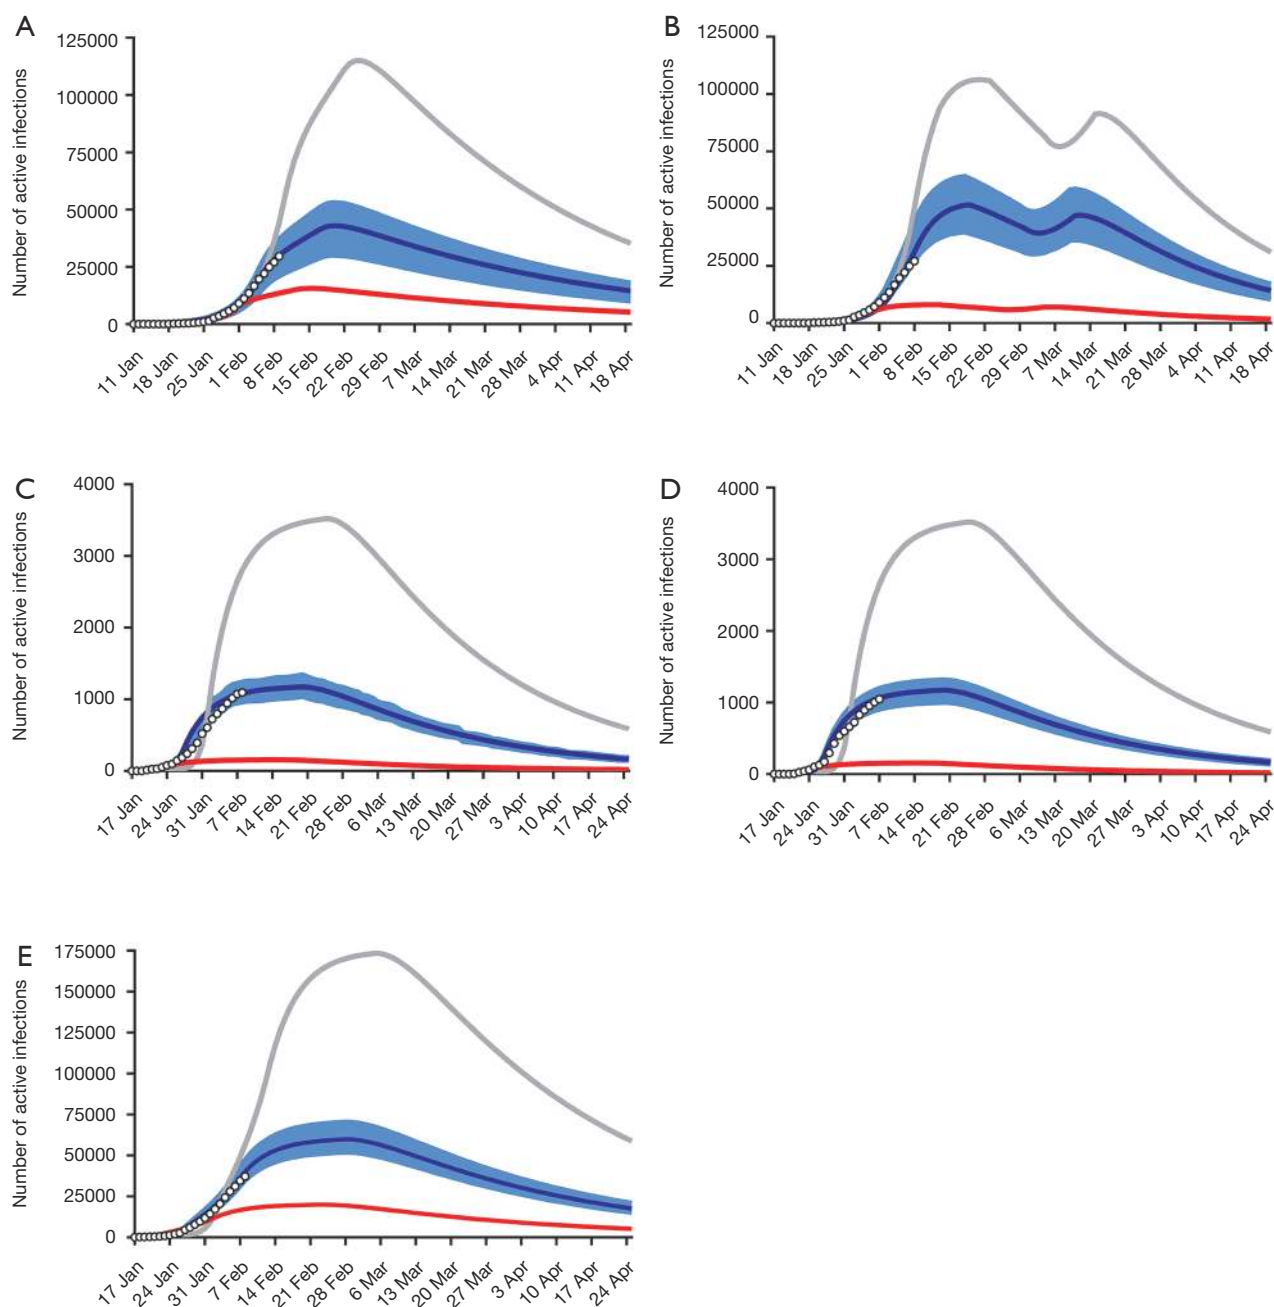 A
Number of active infections
125000
100000
75000
50000
25000
0
11 Jan
18 Jan
25 Jan
1 Feb
8 Feb
15 Feb
22 Feb
29 Feb
7 Mar
14 Mar
21 Mar
28 Mar
4 Apr
11 Apr
18 Apr
B
Number of active infections
125000
100000
75000
50000
25000
0
11 Jan
18 Jan
25 Jan
1 Feb
8 Feb
15 Feb
22 Feb
29 Feb
7 Mar
14 Mar
21 Mar
28 Mar
4 Apr
11 Apr
18 Apr
C
Number of active infections
4000
3000
2000
1000
0
17 Jan
24 Jan
31 Jan
7 Feb
14 Feb
21 Feb
28 Feb
6 Mar
13 Mar
20 Mar
27 Mar
3 Apr
10 Apr
17 Apr
24 Apr
D
Number of active infections
4000
3000
2000
1000
0
17 Jan
24 Jan
31 Jan
7 Feb
14 Feb
21 Feb
28 Feb
6 Mar
13 Mar
20 Mar
27 Mar
3 Apr
10 Apr
17 Apr
24 Apr
E
Number of active infections
175000
150000
125000
100000
75000
50000
25000
0
17 Jan
24 Jan
31 Jan
7 Feb
14 Feb
21 Feb
28 Feb
6 Mar
13 Mar
20 Mar
27 Mar
3 Apr
10 Apr
17 Apr
24 Apr